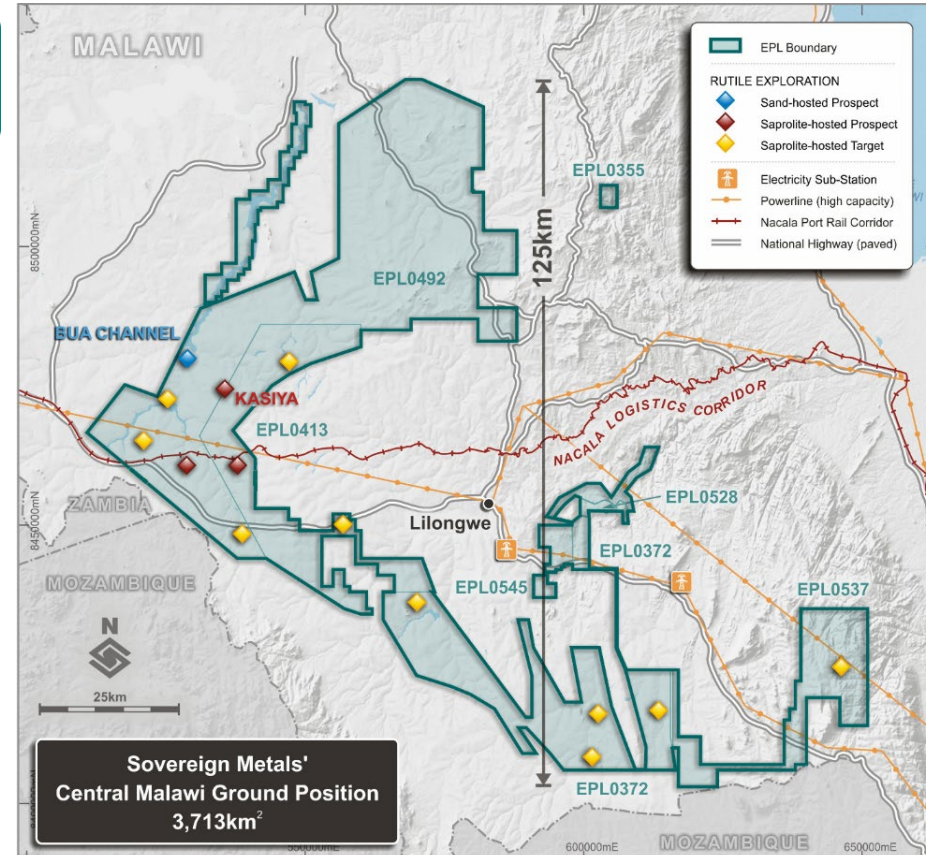 MALAWI
EPL Boundary
RUTILE EXPLORATION
Sand-hosted Prospect
Saprolite-hosted Prospect
Saprolite-hosted Target
Electricity Sub-Station
Powerline (high capacity)
Nacala Port Rail Corridor
National Highway (paved)
EPL0355
125km
8500000mN
EPL0492
BUA CHANNEL
KASIYA
EPL0413
NACALA LOGISTICS CORRIDOR
ZAMBIA
EPL0528
Lilongwe
8450000mN
EPL0372
MOZAMBIQUE
EPL0545
EPL0537
N
25km
Sovereign Metals'
Central Malawi Ground Position
3,713km²
EPL0372
MOZAMBIQUE
550000mE
600000mE
650000mE